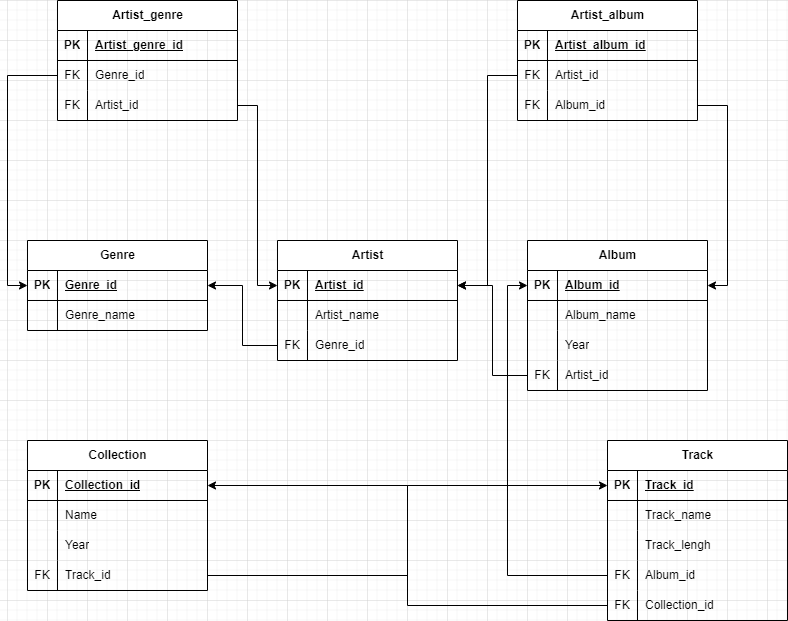 Artist_genre
PK Artist_genre_id
FK Genre_id
FK Artist_id
Artist_album
PK Artist_album_id
FK Artist_id
FK Album_id
Genre
PK Genre_id
Genre_name
Artist
PK Artist_id
Artist_name
FK Genre_id
Album
PK Album_id
Album_name
Year
FK Artist_id
Collection
PK Collection_id
Name
Year
FK Track_id
Track
PK Track_id
Track_name
Track_lengh
FK Album_id
FK Collection_id